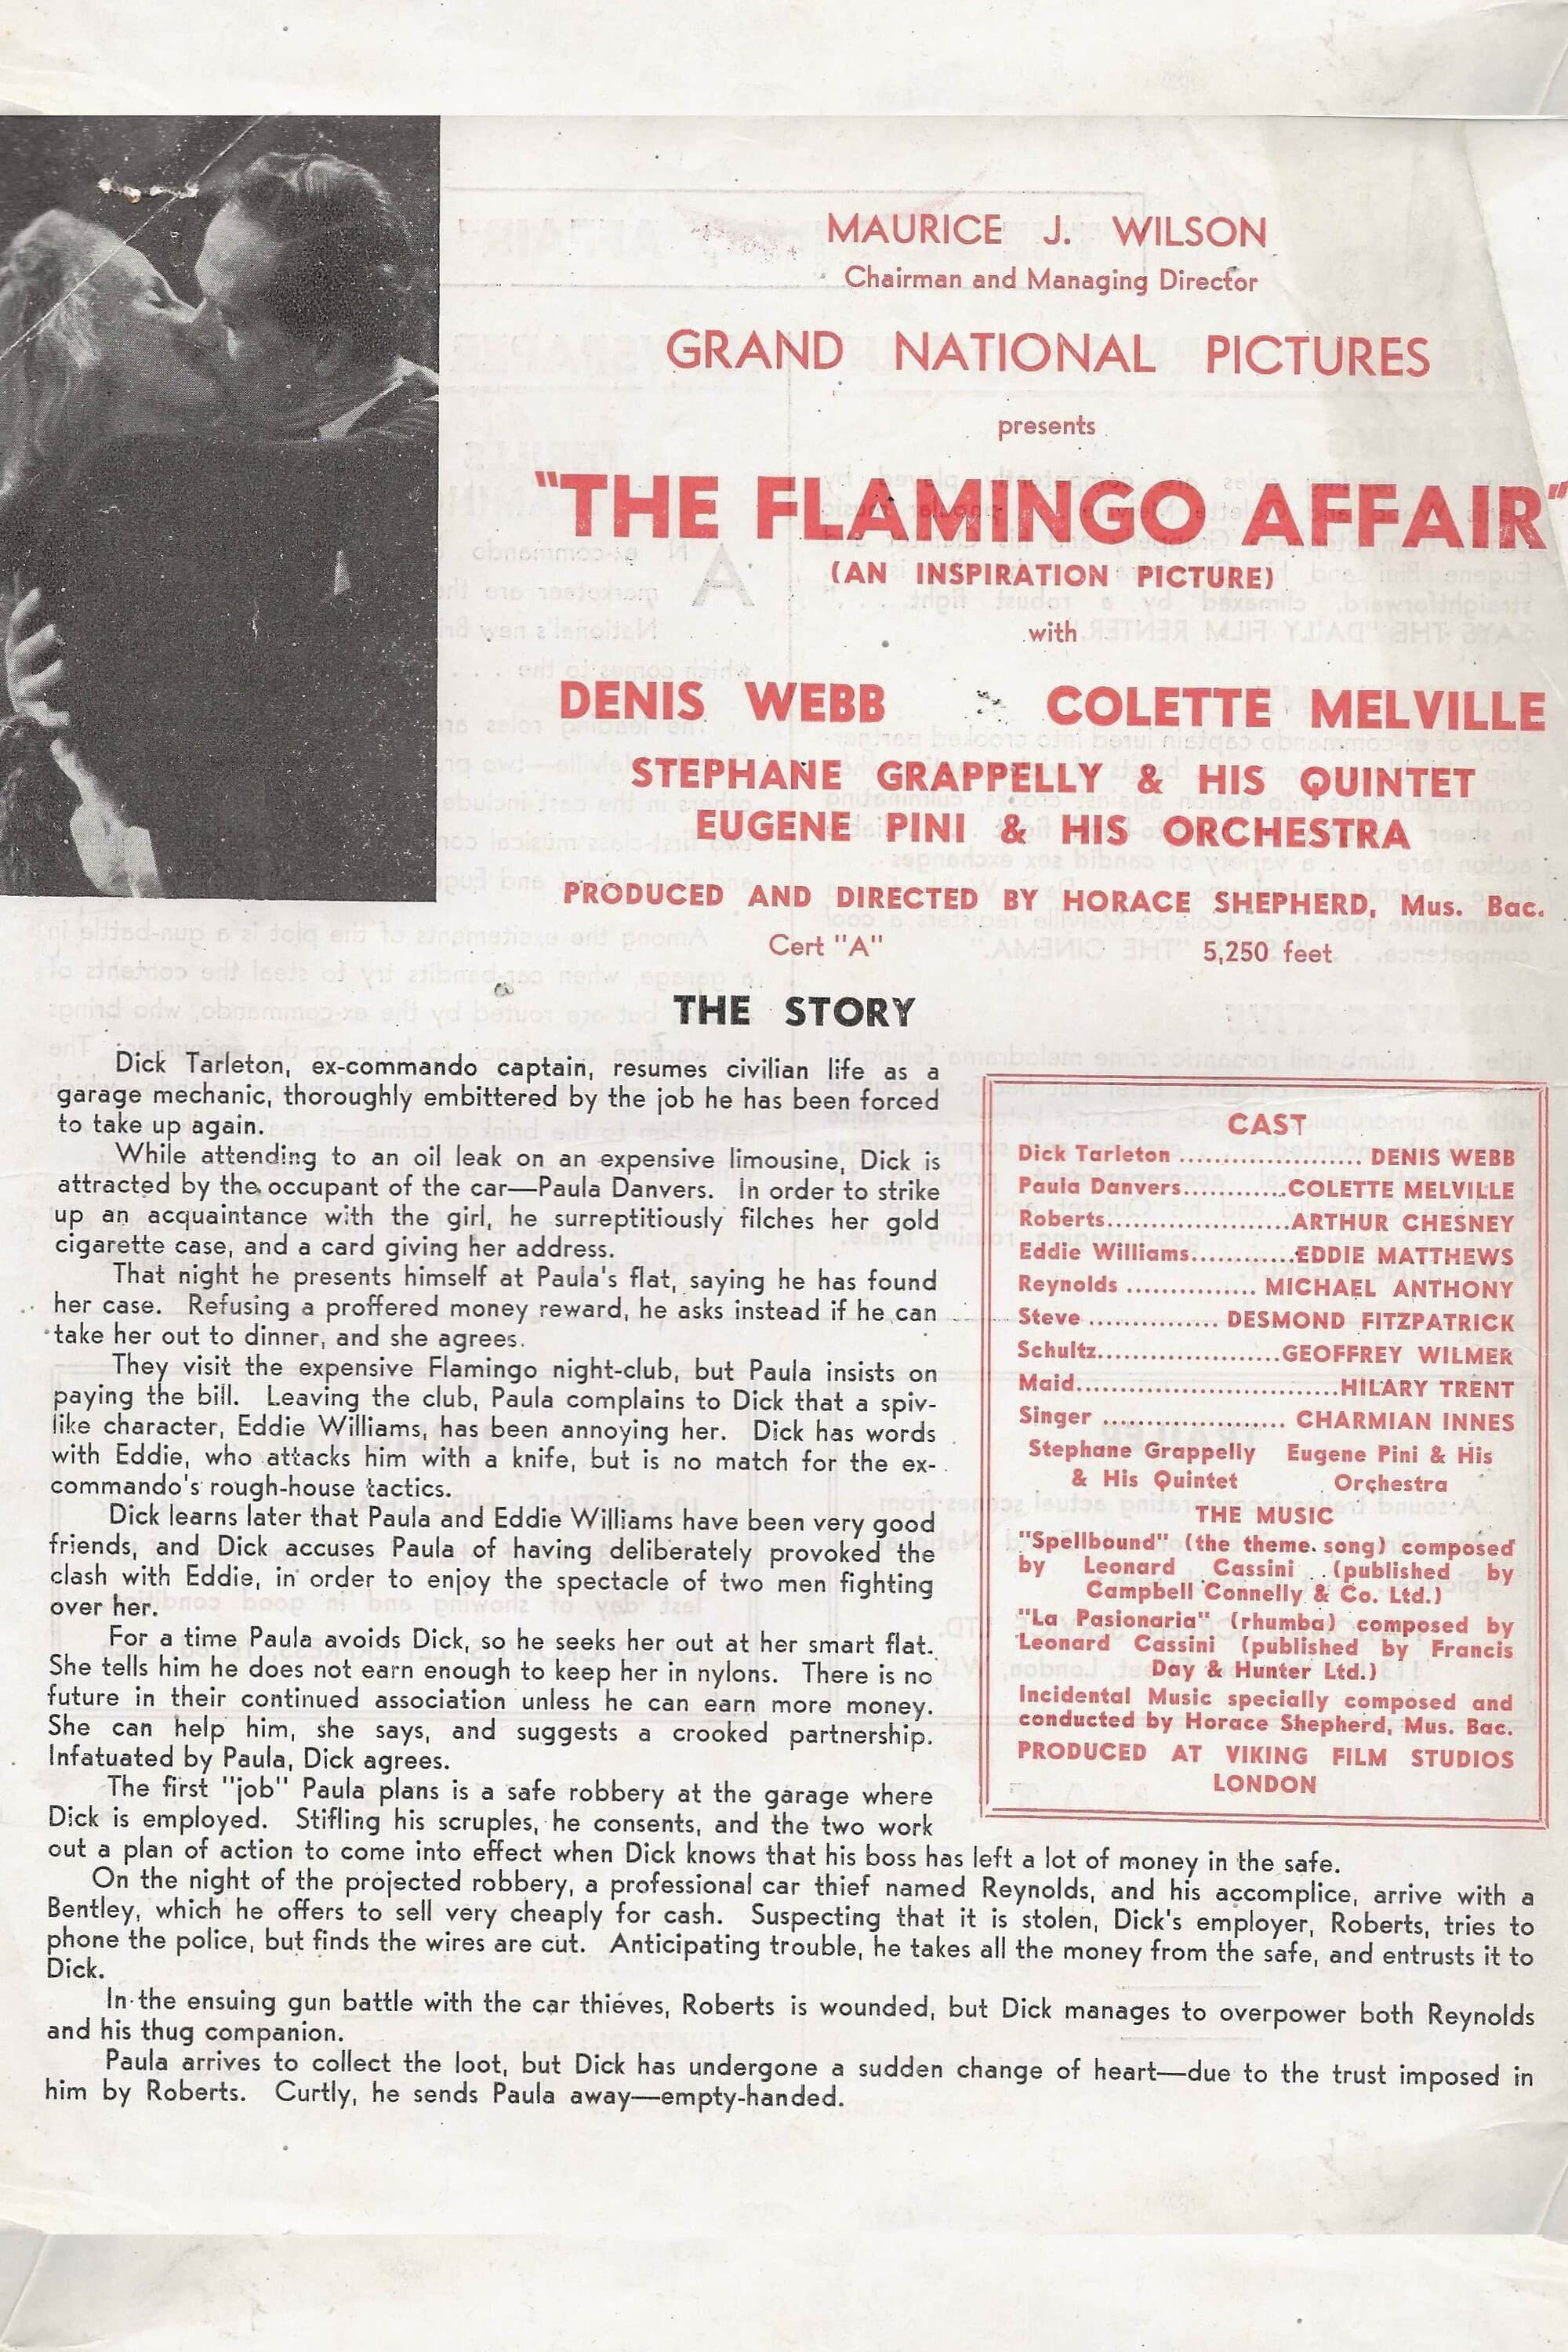 MAURICE J. WILSON
Chairman and Managing Director
GRAND NATIONAL PICTURES
presents
"THE FLAMINGO AFFAIR"
(AN INSPIRATION PICTURE)
with
DENIS WEBB COLETTE MELVILLE
STEPHANE GRAPPELLY & HIS QUINTET
EUGENE PINI & HIS ORCHESTRA
PRODUCED AND DIRECTED BY HORACE SHEPHERD, Mus. Bac.
Cert "A" 5,250 feet
THE STORY
Dick Tarleton, ex-commando captain, resumes civilian life as a
garage mechanic, thoroughly embittered by the job he has been forced
to take up again.
While attending to an oil leak on an expensive limousine, Dick is
attracted by the occupant of the car—Paula Danvers. In order to strike
up an acquaintance with the girl, he surreptitiously filches her gold
cigarette case, and a card giving her address.
That night he presents himself at Paula's flat, saying he has found
her case. Refusing a proffered money reward, he asks instead if he can
take her out to dinner, and she agrees.
They visit the expensive Flamingo night-club, but Paula insists on
paying the bill. Leaving the club, Paula complains to Dick that a spiv-
like character, Eddie Williams, has been annoying her. Dick has words
with Eddie, who attacks him with a knife, but is no match for the ex-
commando's rough-house tactics.
Dick learns later that Paula and Eddie Williams have been very good
friends, and Dick accuses Paula of having deliberately provoked the
clash with Eddie, in order to enjoy the spectacle of two men fighting
over her.
For a time Paula avoids Dick, so he seeks her out at her smart flat.
She tells him he does not earn enough to keep her in nylons. There is no
future in their continued association unless he can earn more money.
She can help him, she says, and suggests a crooked partnership.
Infatuated by Paula, Dick agrees.
The first "job" Paula plans is a safe robbery at the garage where
Dick is employed. Stifling his scruples, he consents, and the two work
out a plan of action to come into effect when Dick knows that his boss has left a lot of money in the safe.
On the night of the projected robbery, a professional car thief named Reynolds, and his accomplice, arrive with a
Bentley, which he offers to sell very cheaply for cash. Suspecting that it is stolen, Dick's employer, Roberts, tries to
phone the police, but finds the wires are cut. Anticipating trouble, he takes all the money from the safe, and entrusts it to
Dick.
In the ensuing gun battle with the car thieves, Roberts is wounded, but Dick manages to overpower both Reynolds
and his thug companion.
Paula arrives to collect the loot, but Dick has undergone a sudden change of heart—due to the trust imposed in
him by Roberts. Curtly, he sends Paula away—empty-handed.
CAST
Dick Tarleton ...................... DENIS WEBB
Paula Danvers............COLETTE MELVILLE
Roberts.....................ARTHUR CHESNEY
Eddie Williams............EDDIE MATTHEWS
Reynolds ............... MICHAEL ANTHONY
Steve ............... DESMOND FITZPATRICK
Schultz.....................GEOFFREY WILMER
Maid..............................HILARY TRENT
Singer ..................... CHARMIAN INNES
Stephane Grappelly Eugene Pini & His
& His Quintet Orchestra
THE MUSIC
"Spellbound" (the theme song) composed
by Leonard Cassini (published by
Campbell Connelly & Co. Ltd.)
"La Pasionaria" (rhumba) composed by
Leonard Cassini (published by Francis
Day & Hunter Ltd.)
Incidental Music specially composed and
conducted by Horace Shepherd, Mus. Bac.
PRODUCED AT VIKING FILM STUDIOS
LONDON